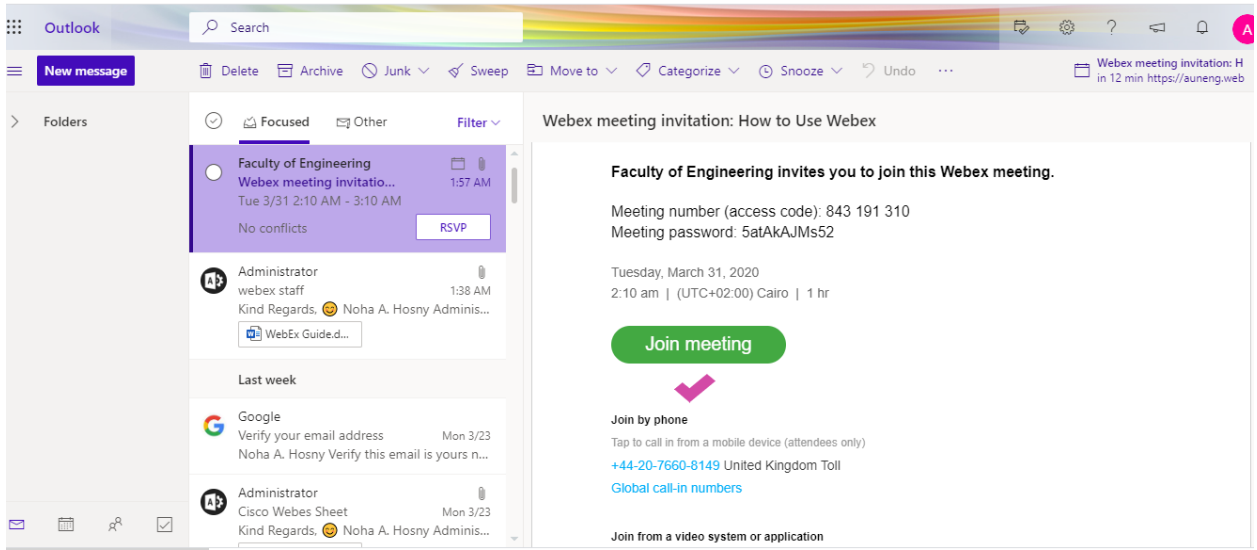 Outlook
Search
A
New message
Delete
Archive
Junk
Sweep
Move to
Categorize
Snooze
Undo
Webex meeting invitation: H
in 12 min https://auneng.web
Folders
Focused
Other
Filter
Faculty of Engineering
Webex meeting invitatio...
1:57 AM
Tue 3/31 2:10 AM - 3:10 AM
No conflicts
RSVP
Administrator
webex staff
1:38 AM
Kind Regards, 😊 Noha A. Hosny Adminis...
WebEx Guide.d...
Last week
Google
Verify your email address
Mon 3/23
Noha A. Hosny Verify this email is yours n...
Administrator
Cisco Webes Sheet
Mon 3/23
Kind Regards, 😊 Noha A. Hosny Adminis...
Webex meeting invitation: How to Use Webex
Faculty of Engineering invites you to join this Webex meeting.
Meeting number (access code): 843 191 310
Meeting password: 5atAkAJMs52
Tuesday, March 31, 2020
2:10 am | (UTC+02:00) Cairo | 1 hr
Join meeting
Join by phone
Tap to call in from a mobile device (attendees only)
+44-20-7660-8149 United Kingdom Toll
Global call-in numbers
Join from a video system or application